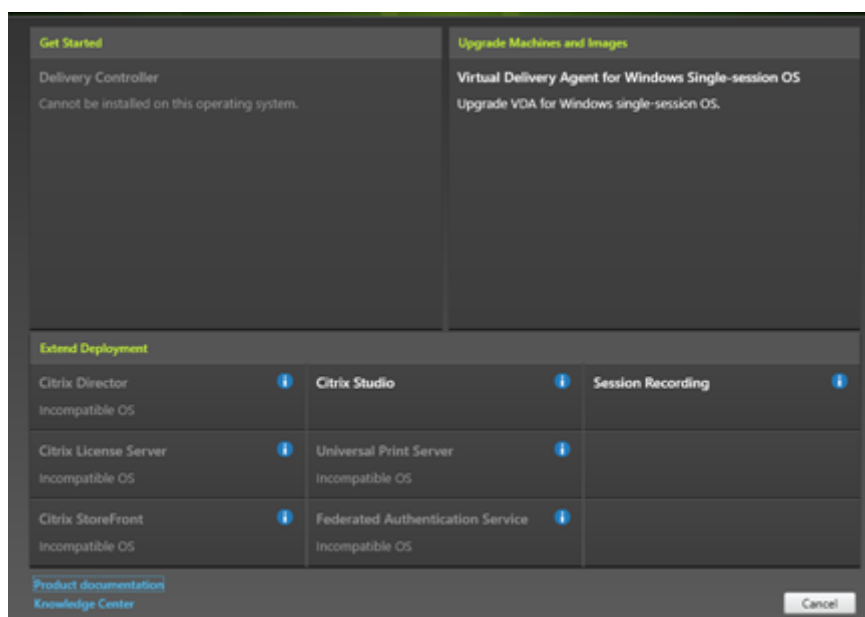 Get Started
Upgrade Machines and Images
Delivery Controller
Cannot be installed on this operating system.
Virtual Delivery Agent for Windows Single-session OS
Upgrade VDA for Windows single-session OS.
Extend Deployment
Citrix Director
Incompatible OS
Citrix Studio
Session Recording
Citrix License Server
Incompatible OS
Universal Print Server
Incompatible OS
Citrix StoreFront
Incompatible OS
Federated Authentication Service
Incompatible OS
Product documentation
Knowledge Center
Cancel